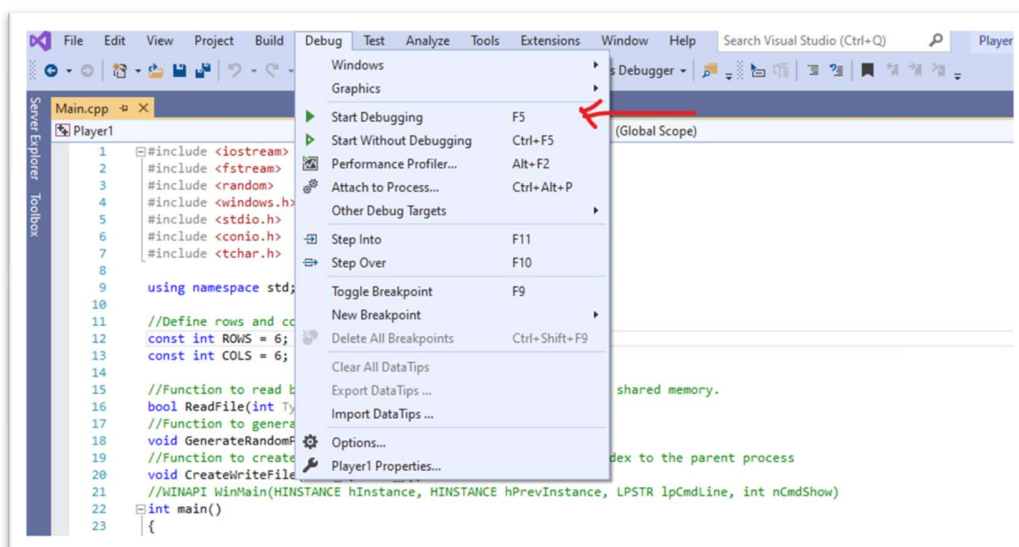 File Edit View Project Build Debug Test Analyze Tools Extensions Window Help Search Visual Studio (Ctrl+Q) Player
s Debugger
Server Explorer
Toolbox
Main.cpp
Player1
(Global Scope)
Windows
Graphics
Start Debugging F5
Start Without Debugging Ctrl+F5
Performance Profiler... Alt+F2
Attach to Process... Ctrl+Alt+P
Other Debug Targets
Step Into F11
Step Over F10
Toggle Breakpoint F9
New Breakpoint
Delete All Breakpoints Ctrl+Shift+F9
Clear All DataTips
Export DataTips ...
Import DataTips ...
Options...
Player1 Properties...
1 #include <iostream>
2 #include <fstream>
3 #include <random>
4 #include <windows.h>
5 #include <stdio.h>
6 #include <conio.h>
7 #include <tchar.h>
8
9 using namespace std;
10
11 //Define rows and co
12 const int ROWS = 6;
13 const int COLS = 6;
14
15 //Function to read b shared memory.
16 bool ReadFile(int Ty
17 //Function to genera
18 void GenerateRandom
19 //Function to create dex to the parent process
20 void CreateWriteFile
21 //WINAPI WinMain(HINSTANCE hInstance, HINSTANCE hPrevInstance, LPSTR lpCmdLine, int nCmdShow)
22 int main()
23 {